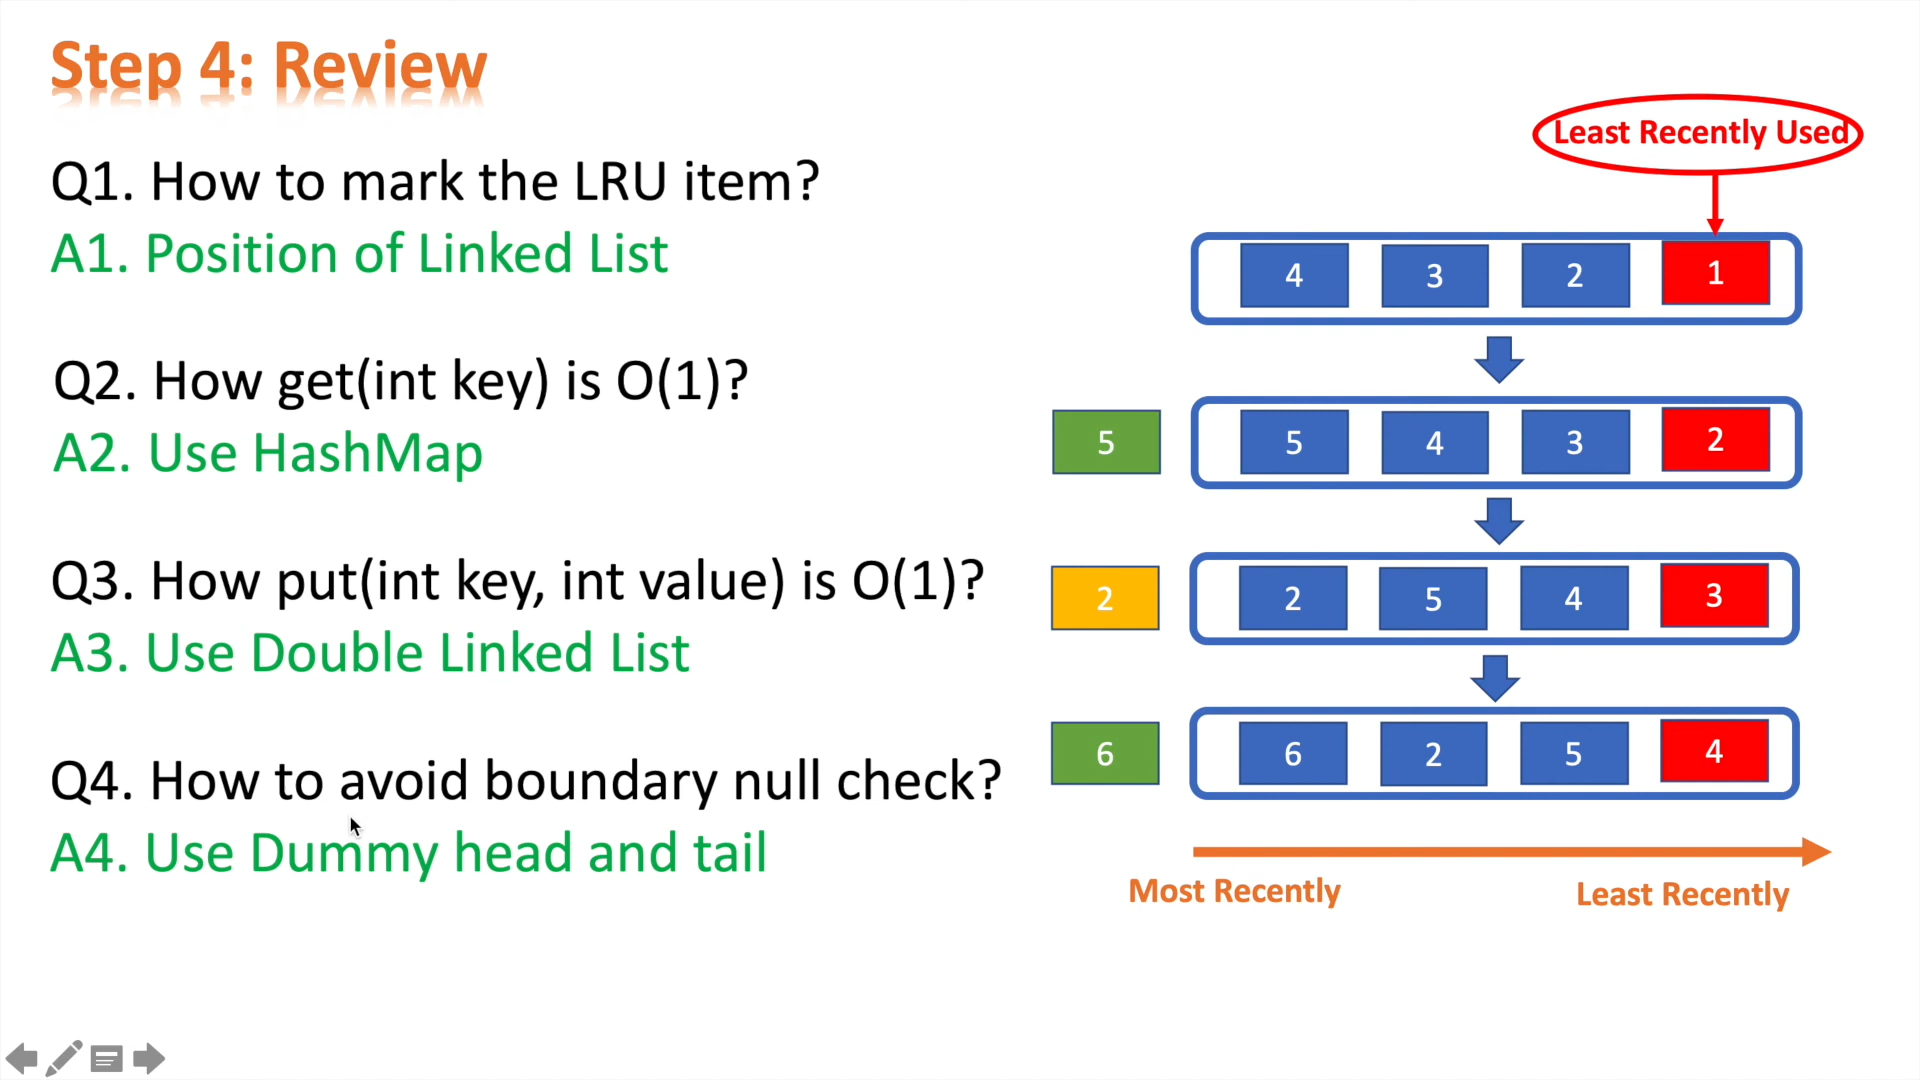 Step 4: Review
Q1. How to mark the LRU item?
A1. Position of Linked List
Q2. How get(int key) is O(1)?
A2. Use HashMap
Q3. How put(int key, int value) is O(1)?
A3. Use Double Linked List
Q4. How to avoid boundary null check?
A4. Use Dummy head and tail
Least Recently Used
4 3 2 1
5 5 4 3 2
2 2 5 4 3
6 6 2 5 4
Most Recently Least Recently